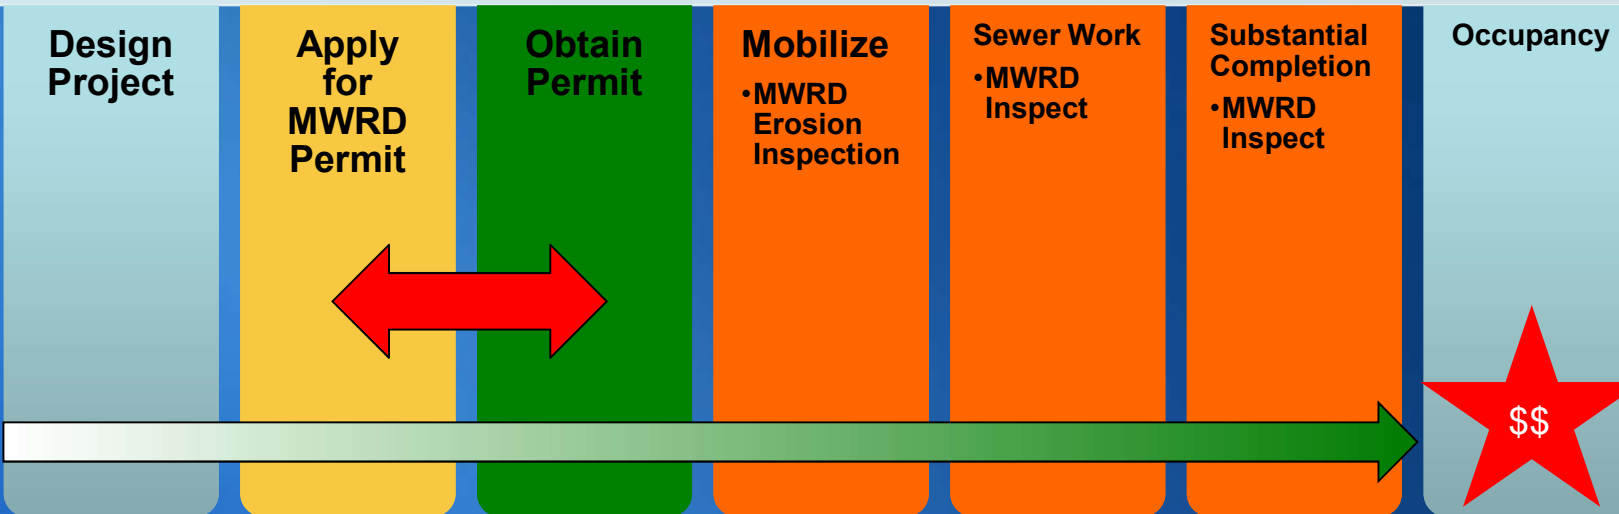 Design
Project
Apply
for
MWRD
Permit
Obtain
Permit
Mobilize
•MWRD
Erosion
Inspection
Sewer Work
•MWRD
Inspect
Substantial
Completion
•MWRD
Inspect
Occupancy
$$